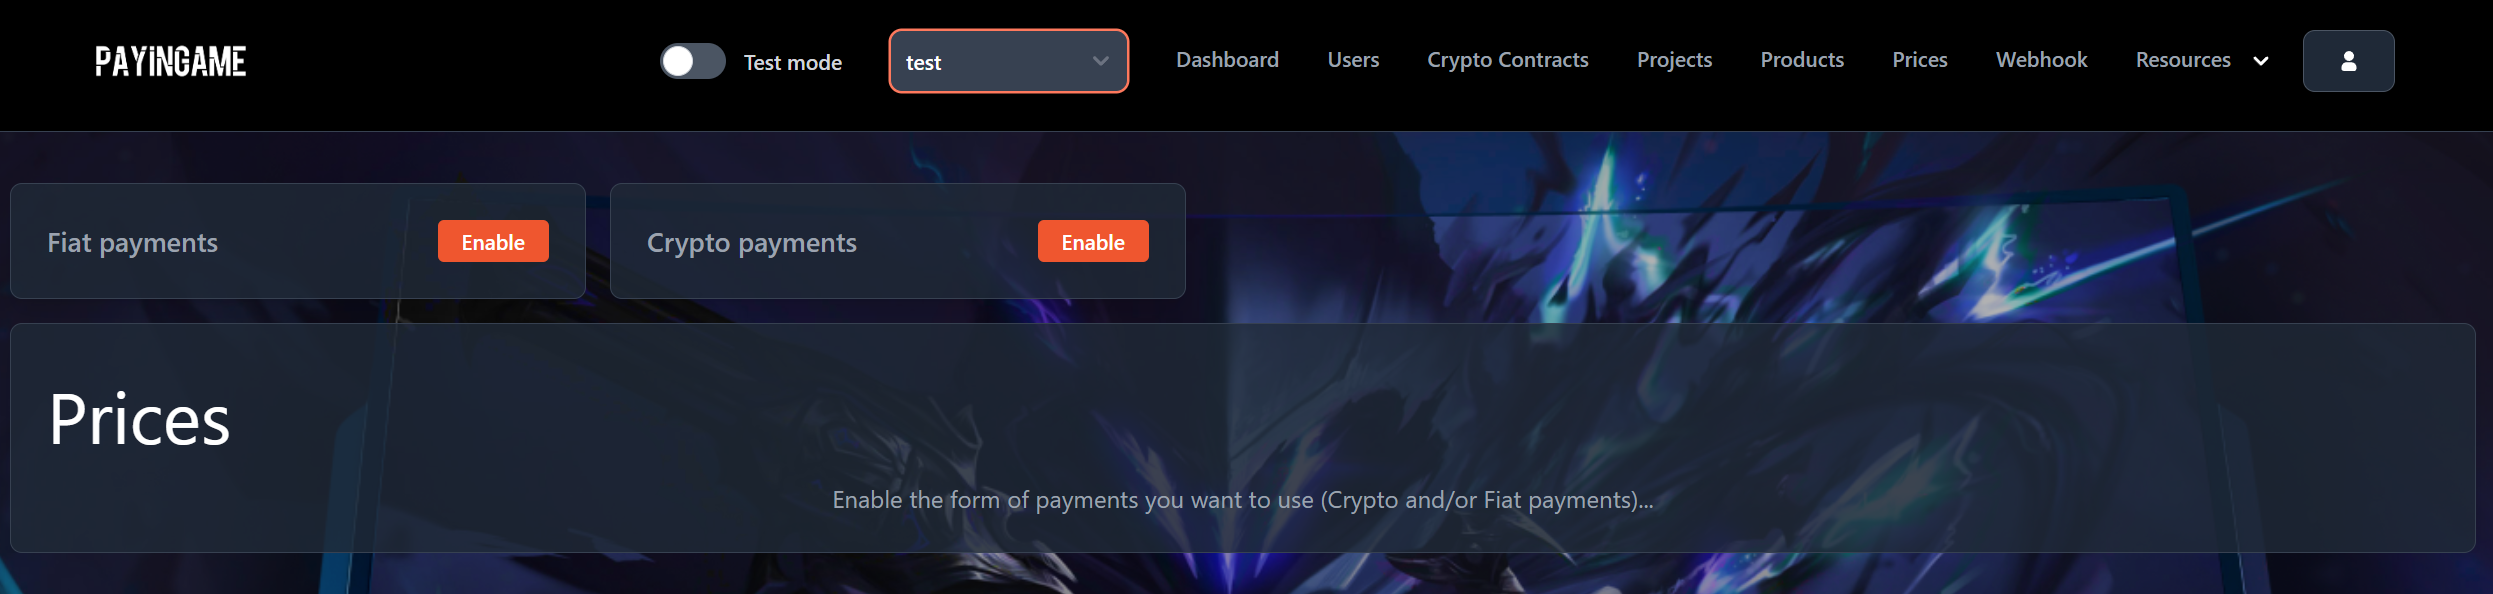 PAYINGAME
Test mode
test
Dashboard
Users
Crypto Contracts
Projects
Products
Prices
Webhook
Resources
Fiat payments
Enable
Crypto payments
Enable
Prices
Enable the form of payments you want to use (Crypto and/or Fiat payments)...